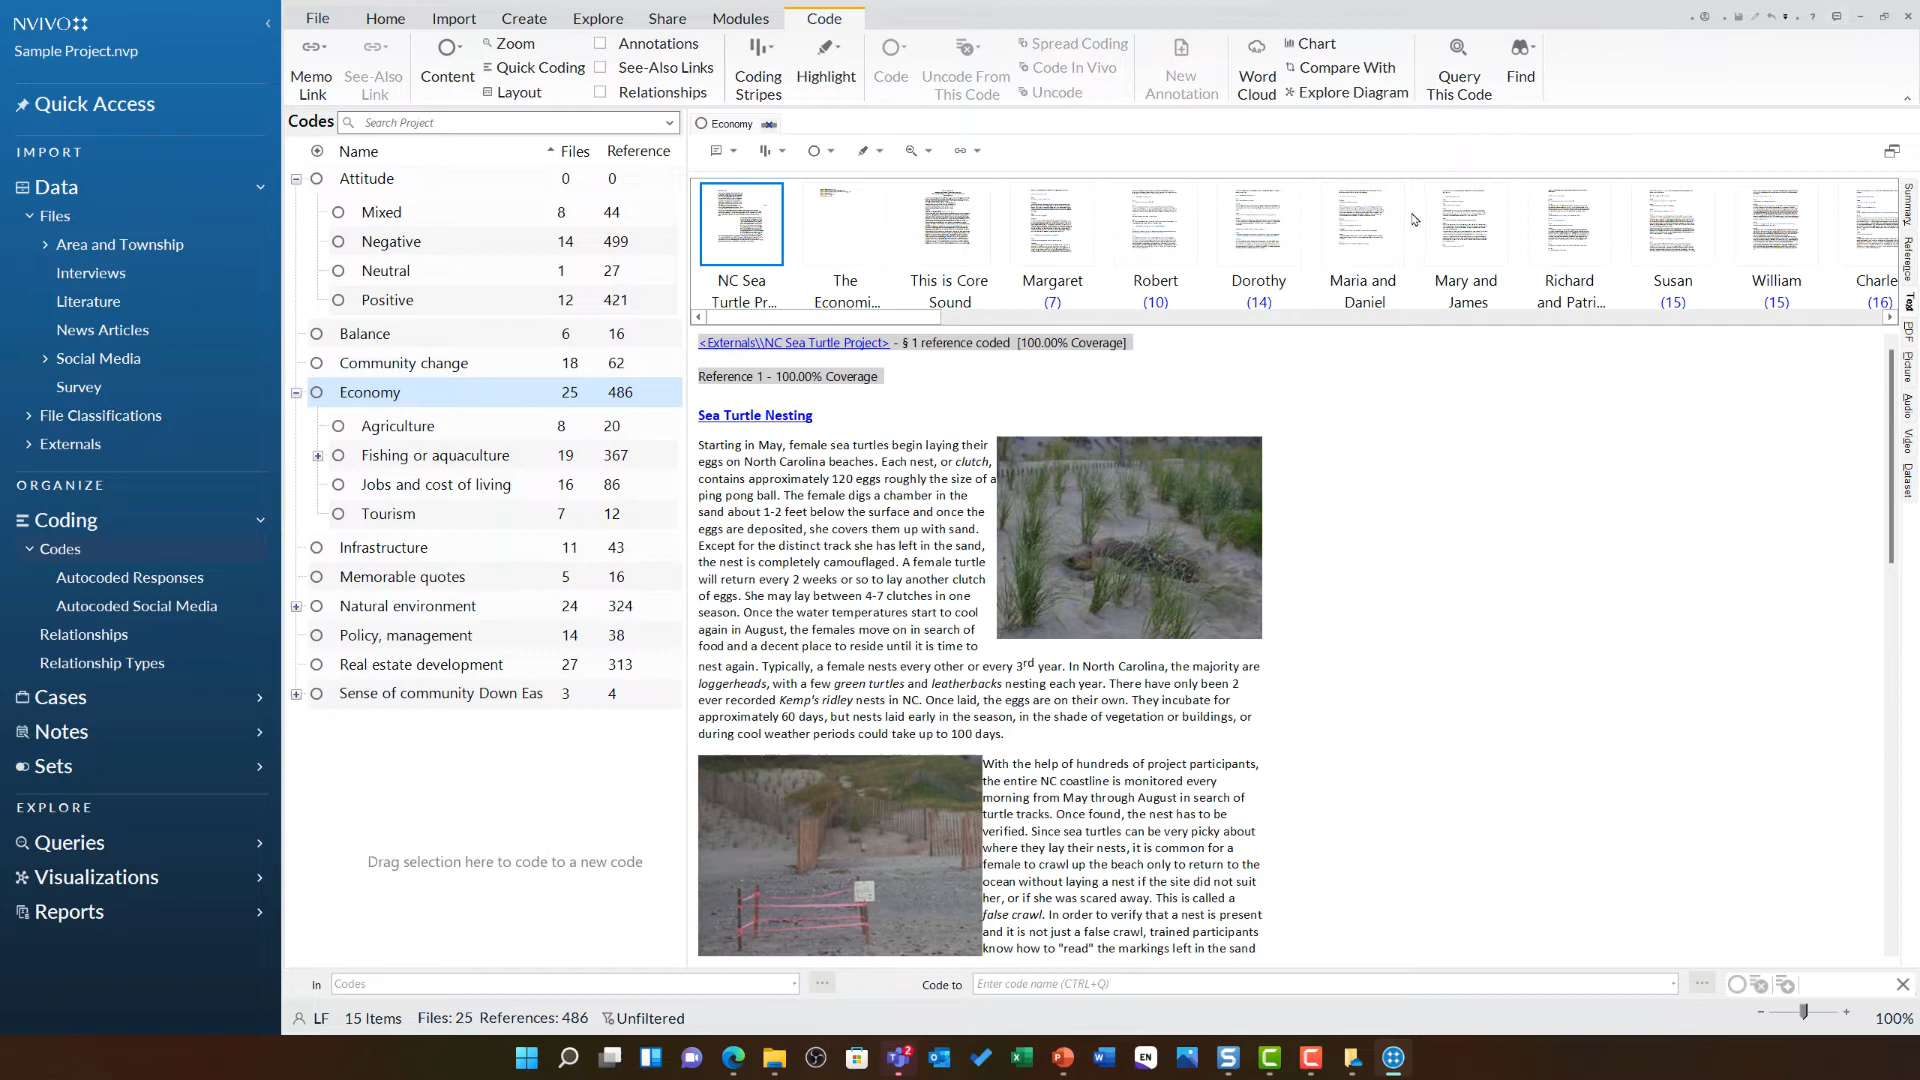 NVIVO
Sample Project.nvp
Quick Access
IMPORT
Data
Files
Area and Township
Interviews
Literature
News Articles
Social Media
Survey
File Classifications
Externals
ORGANIZE
Coding
Codes
Autocoded Responses
Autocoded Social Media
Relationships
Relationship Types
Cases
Notes
Sets
EXPLORE
Queries
Visualizations
Reports
File Home Import Create Explore Share Modules Code
Memo Link
See-Also Link
Content
Zoom
Quick Coding
Layout
Annotations
See-Also Links
Relationships
Coding Stripes
Highlight
Code
Uncode From This Code
Spread Coding
Code In Vivo
Uncode
New Annotation
Word Cloud
Chart
Compare With
Explore Diagram
Query This Code
Find
Codes Search Project
Name Files Reference
Attitude 0 0
Mixed 8 44
Negative 14 499
Neutral 1 27
Positive 12 421
Balance 6 16
Community change 18 62
Economy 25 486
Agriculture 8 20
Fishing or aquaculture 19 367
Jobs and cost of living 16 86
Tourism 7 12
Infrastructure 11 43
Memorable quotes 5 16
Natural environment 24 324
Policy, management 14 38
Real estate development 27 313
Sense of community Down Eas 3 4
Drag selection here to code to a new code
Economy
NC Sea Turtle Pr...
The Economi...
This is Core Sound
Margaret (7)
Robert (10)
Dorothy (14)
Maria and Daniel
Mary and James
Richard and Patri...
Susan (15)
William (15)
Charle (16)
Summary
Reference
Text
PDF
Picture
Audio
Video
Dataset
<Externals\\NC Sea Turtle Project> - § 1 reference coded [100.00% Coverage]
Reference 1 - 100.00% Coverage
Sea Turtle Nesting
Starting in May, female sea turtles begin laying their
eggs on North Carolina beaches. Each nest, or clutch,
contains approximately 120 eggs roughly the size of a
ping pong ball. The female digs a chamber in the
sand about 1-2 feet below the surface and once the
eggs are deposited, she covers them up with sand.
Except for the distinct track she has left in the sand,
the nest is completely camouflaged. A female turtle
will return every 2 weeks or so to lay another clutch
of eggs. She may lay between 4-7 clutches in one
season. Once the water temperatures start to cool
again in August, the females move on in search of
food and a decent place to reside until it is time to
nest again. Typically, a female nests every other or every 3rd year. In North Carolina, the majority are
loggerheads, with a few green turtles and leatherbacks nesting each year. There have only been 2
ever recorded Kemp's ridley nests in NC. Once laid, the eggs are on their own. They incubate for
approximately 60 days, but nests laid early in the season, in the shade of vegetation or buildings, or
during cool weather periods could take up to 100 days.
With the help of hundreds of project participants,
the entire NC coastline is monitored every
morning from May through August in search of
turtle tracks. Once found, the nest has to be
verified. Since sea turtles can be very picky about
where they lay their nests, it is common for a
female to crawl up the beach only to return to the
ocean without laying a nest if the site did not suit
her, or if she was scared away. This is called a
false crawl. In order to verify that a nest is present
and it is not just a false crawl, trained participants
know how to "read" the markings left in the sand
In Codes ... Code to Enter code name (CTRL+Q) ...
LF 15 Items Files: 25 References: 486 Unfiltered 100%
2
EN